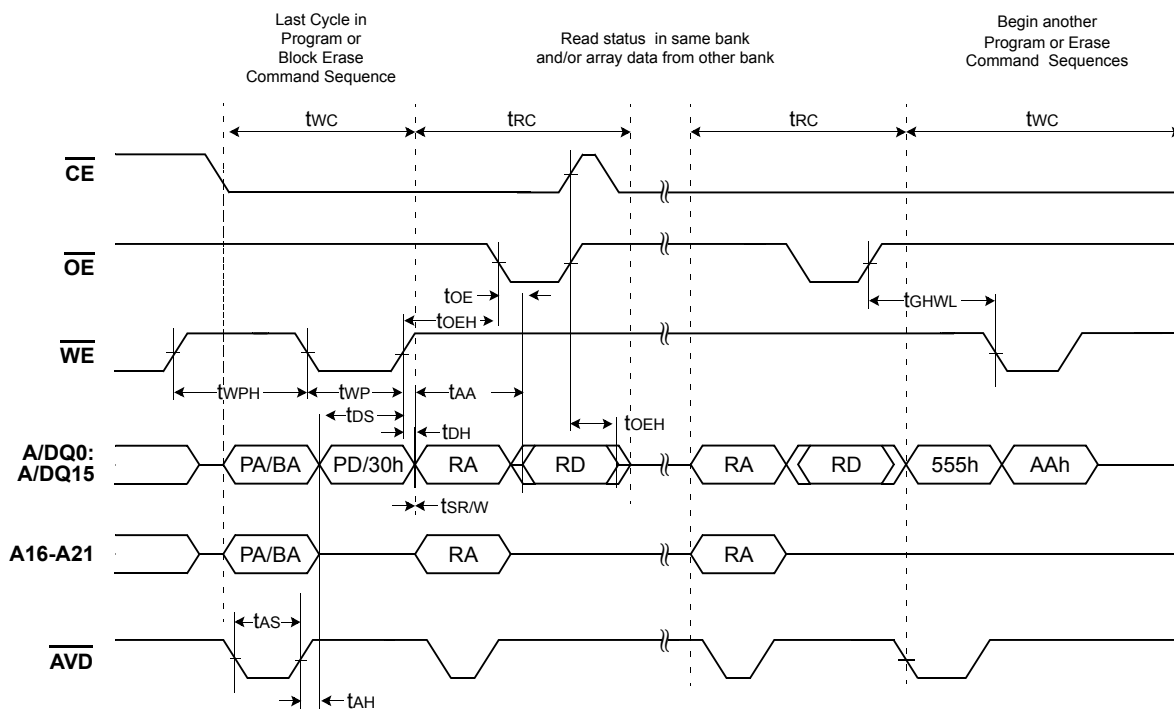 Last Cycle in
Program or
Block Erase
Command Sequence
Read status in same bank
and/or array data from other bank
Begin another
Program or Erase
Command Sequences
tWC
tRC
tRC
tWC
CE
OE
tOE
tOEH
tGHWL
WE
tWPH
tWP
tAA
tDS
tDH
tOEH
A/DQ0:
A/DQ15
PA/BA
PD/30h
RA
RD
RA
RD
555h
AAh
tSR/W
A16-A21
PA/BA
RA
RA
tAS
AVD
tAH